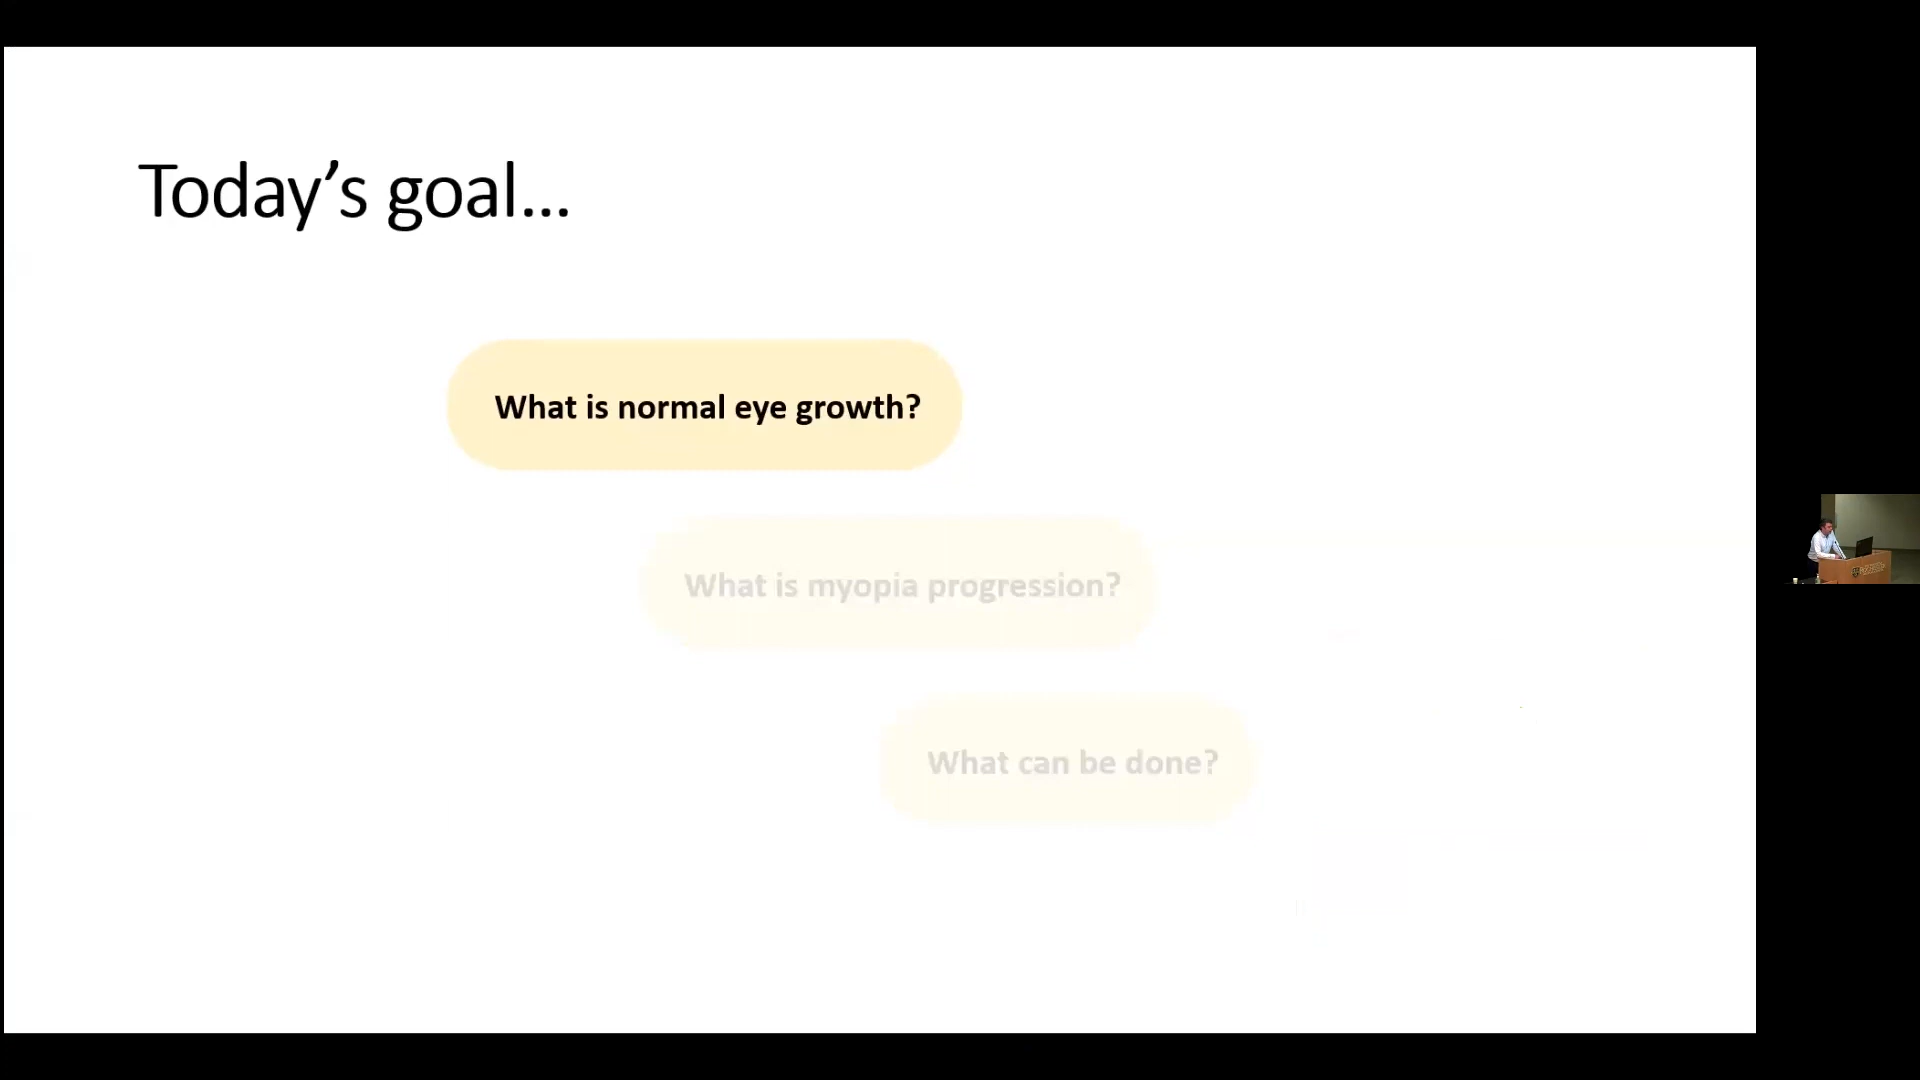 Today’s goal…
What is normal eye growth?
What is myopia progression?
What can be done?